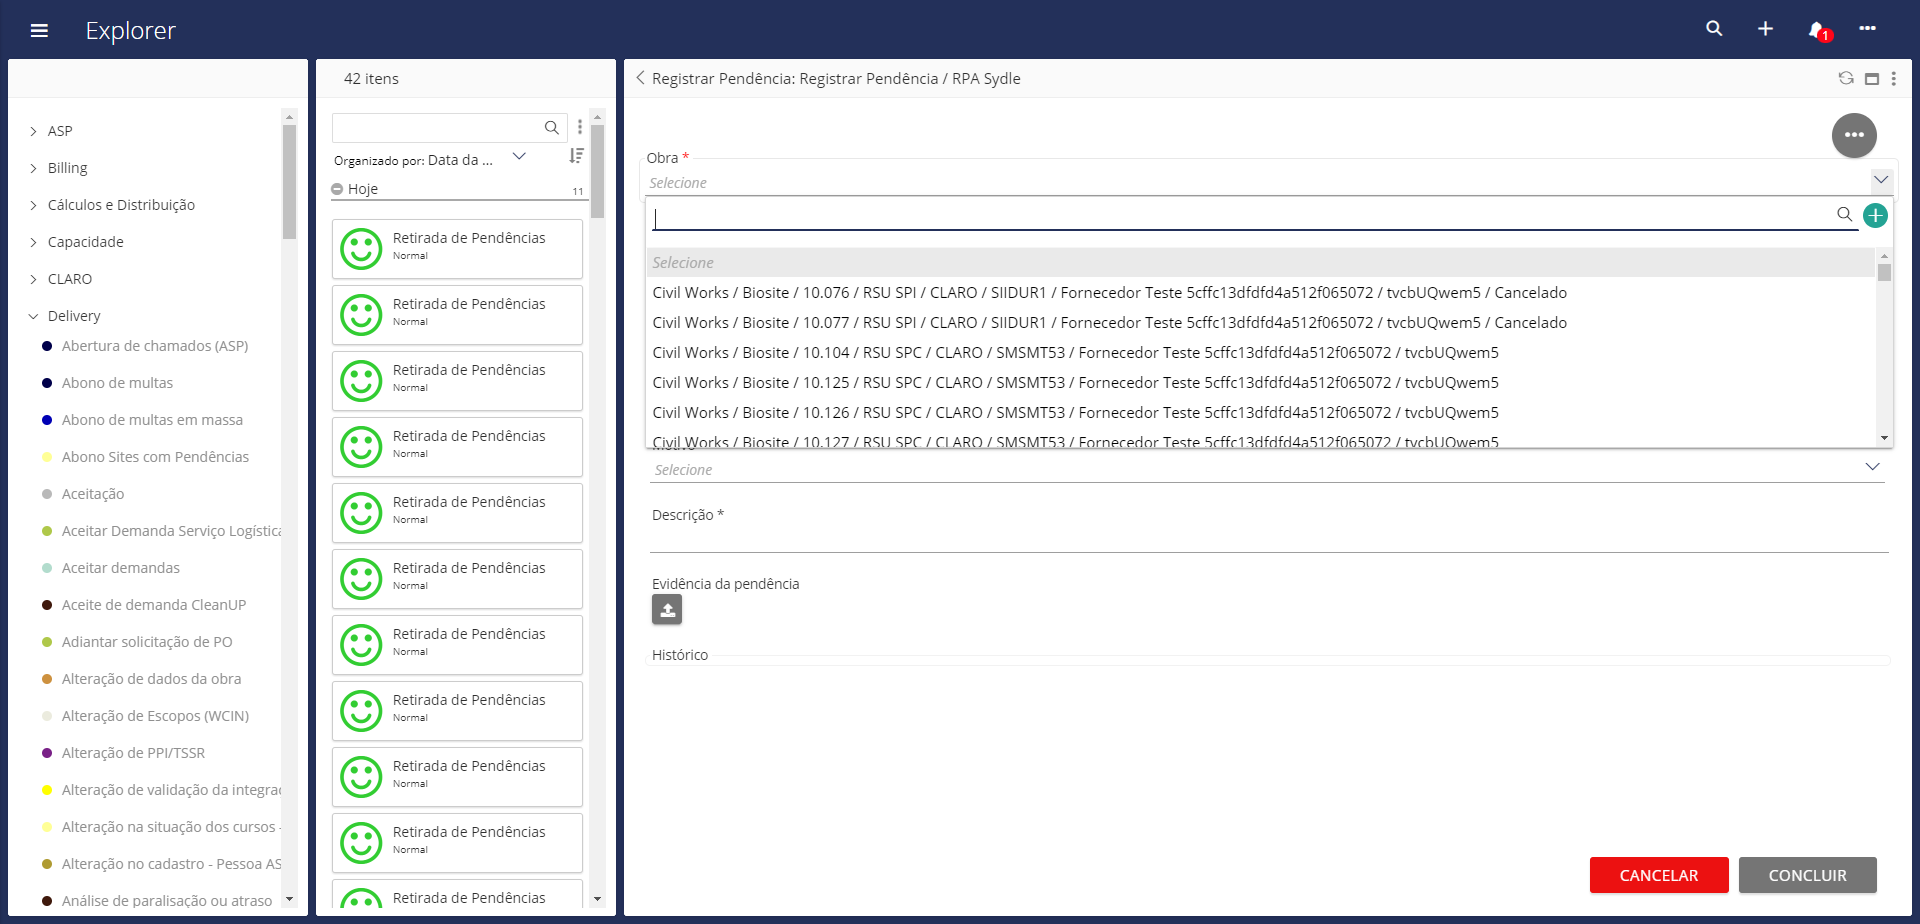 Explorer
1
ASP
Billing
Cálculos e Distribuição
Capacidade
CLARO
Delivery
Abertura de chamados (ASP)
Abono de multas
Abono de multas em massa
Abono Sites com Pendências
Aceitação
Aceitar Demanda Serviço Logística
Aceitar demandas
Aceite de demanda CleanUP
Adiantar solicitação de PO
Alteração de dados da obra
Alteração de Escopos (WCIN)
Alteração de PPI/TSSR
Alteração de validação da integrac
Alteração na situação dos cursos -
Alteração no cadastro - Pessoa AS
Análise de paralisação ou atraso
42 itens
Organizado por: Data da ...
Hoje
11
Retirada de Pendências
Normal
Retirada de Pendências
Normal
Retirada de Pendências
Normal
Retirada de Pendências
Normal
Retirada de Pendências
Normal
Retirada de Pendências
Normal
Retirada de Pendências
Normal
Retirada de Pendências
Normal
Retirada de Pendências
Normal
Retirada de Pendências
Normal
Retirada de Pendências
Registrar Pendência: Registrar Pendência / RPA Sydle
Obra *
Selecione
Selecione
Civil Works / Biosite / 10.076 / RSU SPI / CLARO / SIIDUR1 / Fornecedor Teste 5cffc13dfdfd4a512f065072 / tvcbUQwem5 / Cancelado
Civil Works / Biosite / 10.077 / RSU SPI / CLARO / SIIDUR1 / Fornecedor Teste 5cffc13dfdfd4a512f065072 / tvcbUQwem5 / Cancelado
Civil Works / Biosite / 10.104 / RSU SPC / CLARO / SMSMT53 / Fornecedor Teste 5cffc13dfdfd4a512f065072 / tvcbUQwem5
Civil Works / Biosite / 10.125 / RSU SPC / CLARO / SMSMT53 / Fornecedor Teste 5cffc13dfdfd4a512f065072 / tvcbUQwem5
Civil Works / Biosite / 10.126 / RSU SPC / CLARO / SMSMT53 / Fornecedor Teste 5cffc13dfdfd4a512f065072 / tvcbUQwem5
Civil Works / Biosite / 10.127 / RSU SPC / CLARO / SMSMT53 / Fornecedor Teste 5cffc13dfdfd4a512f065072 / tvcbUQwem5
Motivo
Selecione
Descrição *
Evidência da pendência
Histórico
CANCELAR
CONCLUIR